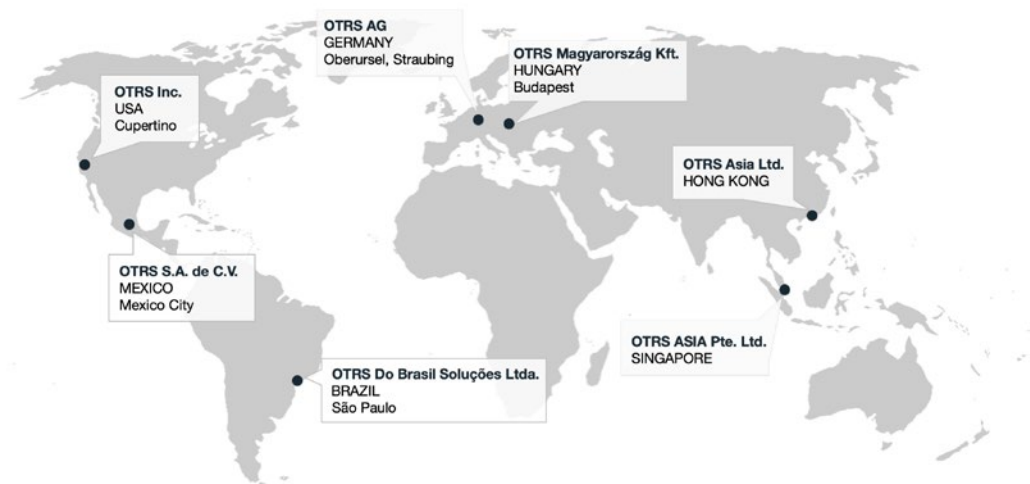 OTRS AG
GERMANY
Oberursel, Straubing
OTRS Magyarország Kft.
HUNGARY
Budapest
OTRS Inc.
USA
Cupertino
OTRS Asia Ltd.
HONG KONG
OTRS S.A. de C.V.
MEXICO
Mexico City
OTRS ASIA Pte. Ltd.
SINGAPORE
OTRS Do Brasil Soluções Ltda.
BRAZIL
São Paulo